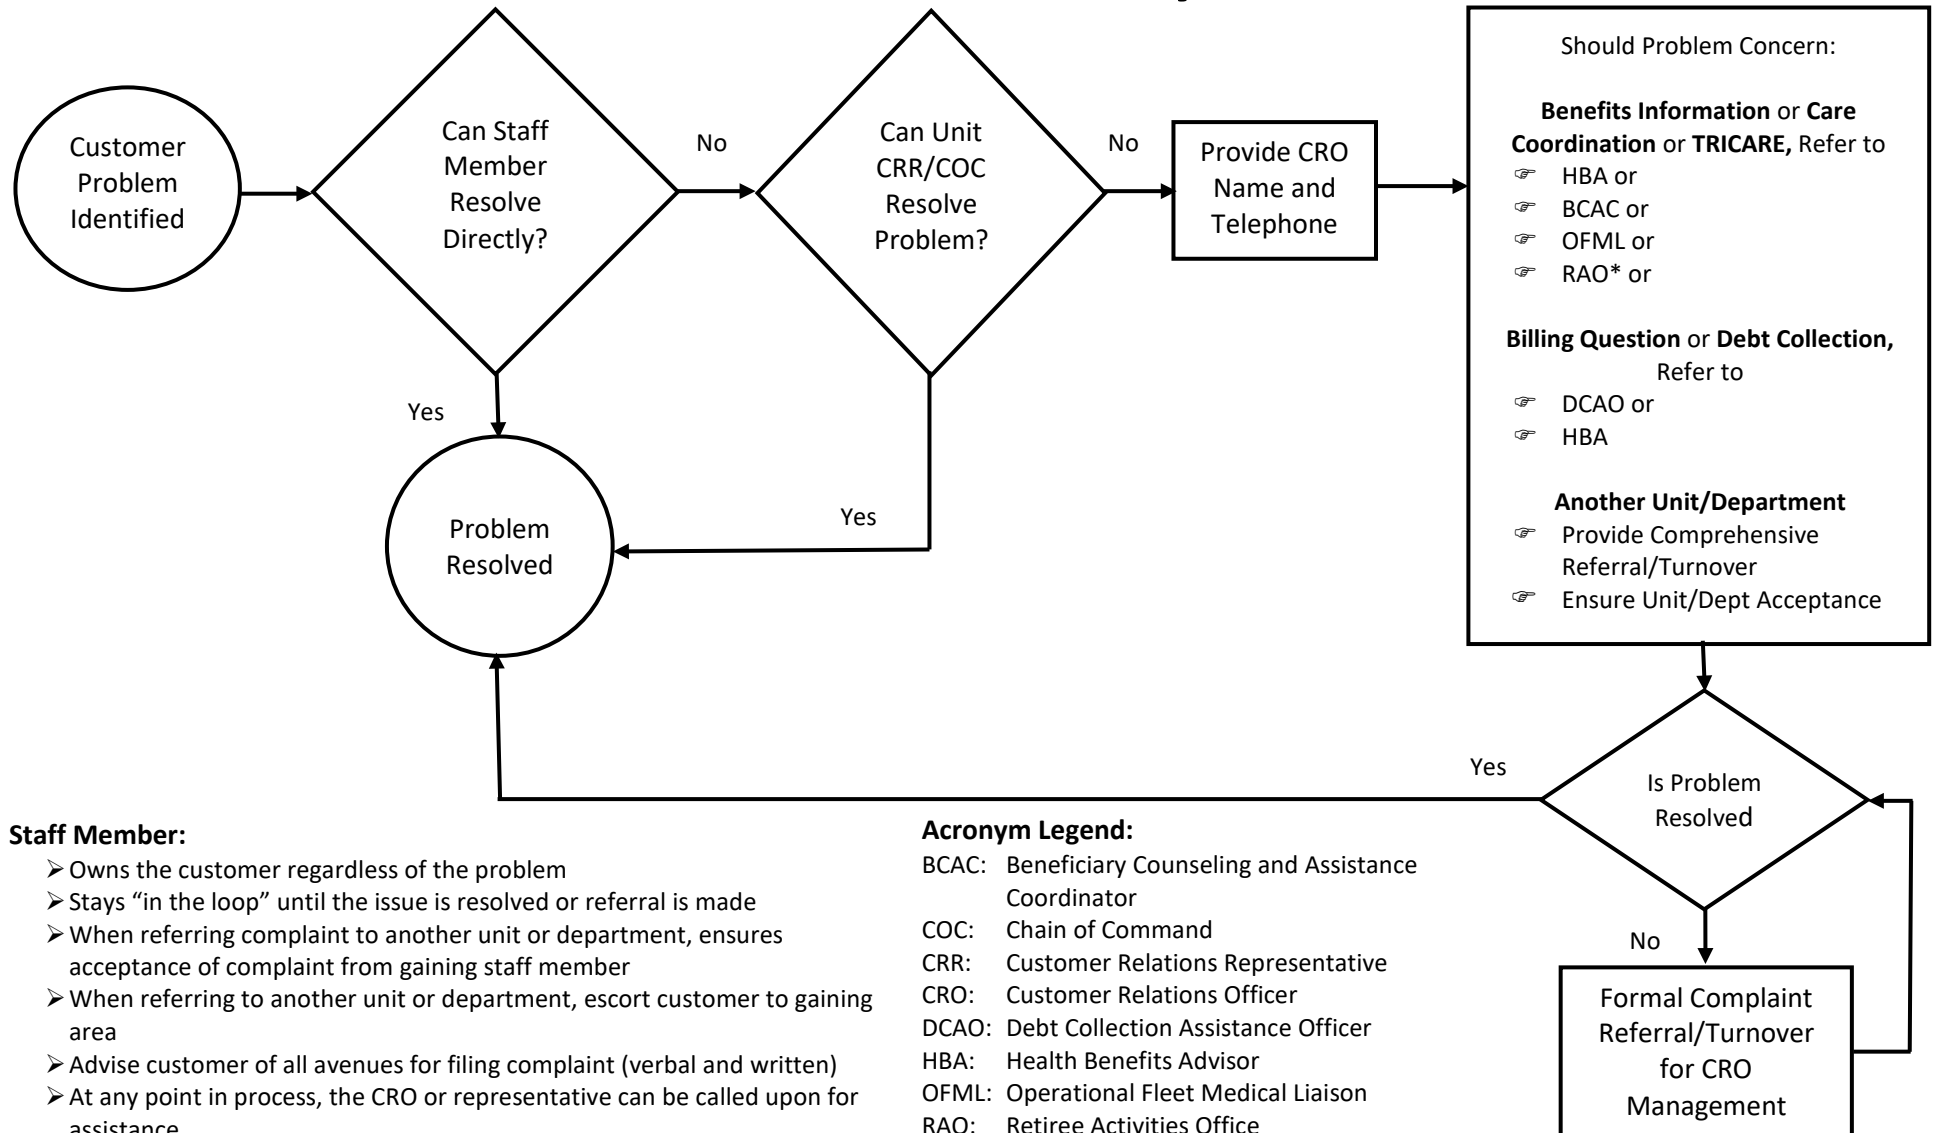 Customer
Problem
Identified
Can Staff
Member
Resolve
Directly?
No
Can Unit
CRR/COC
Resolve
Problem?
No
Provide CRO
Name and
Telephone
Should Problem Concern:
Benefits Information or Care
Coordination or TRICARE, Refer to
☞ HBA or
☞ BCAC or
☞ OFML or
☞ RAO* or
Billing Question or Debt Collection,
Refer to
☞ DCAO or
☞ HBA
Another Unit/Department
☞ Provide Comprehensive
Referral/Turnover
☞ Ensure Unit/Dept Acceptance
Yes
Problem
Resolved
Yes
Yes
Is Problem
Resolved
No
Formal Complaint
Referral/Turnover
for CRO
Management
Staff Member:
➢ Owns the customer regardless of the problem
➢ Stays “in the loop” until the issue is resolved or referral is made
➢ When referring complaint to another unit or department, ensures
acceptance of complaint from gaining staff member
➢ When referring to another unit or department, escort customer to gaining
area
➢ Advise customer of all avenues for filing complaint (verbal and written)
➢ At any point in process, the CRO or representative can be called upon for
assistance
Acronym Legend:
BCAC: Beneficiary Counseling and Assistance
Coordinator
COC: Chain of Command
CRR: Customer Relations Representative
CRO: Customer Relations Officer
DCAO: Debt Collection Assistance Officer
HBA: Health Benefits Advisor
OFML: Operational Fleet Medical Liaison
RAO: Retiree Activities Office